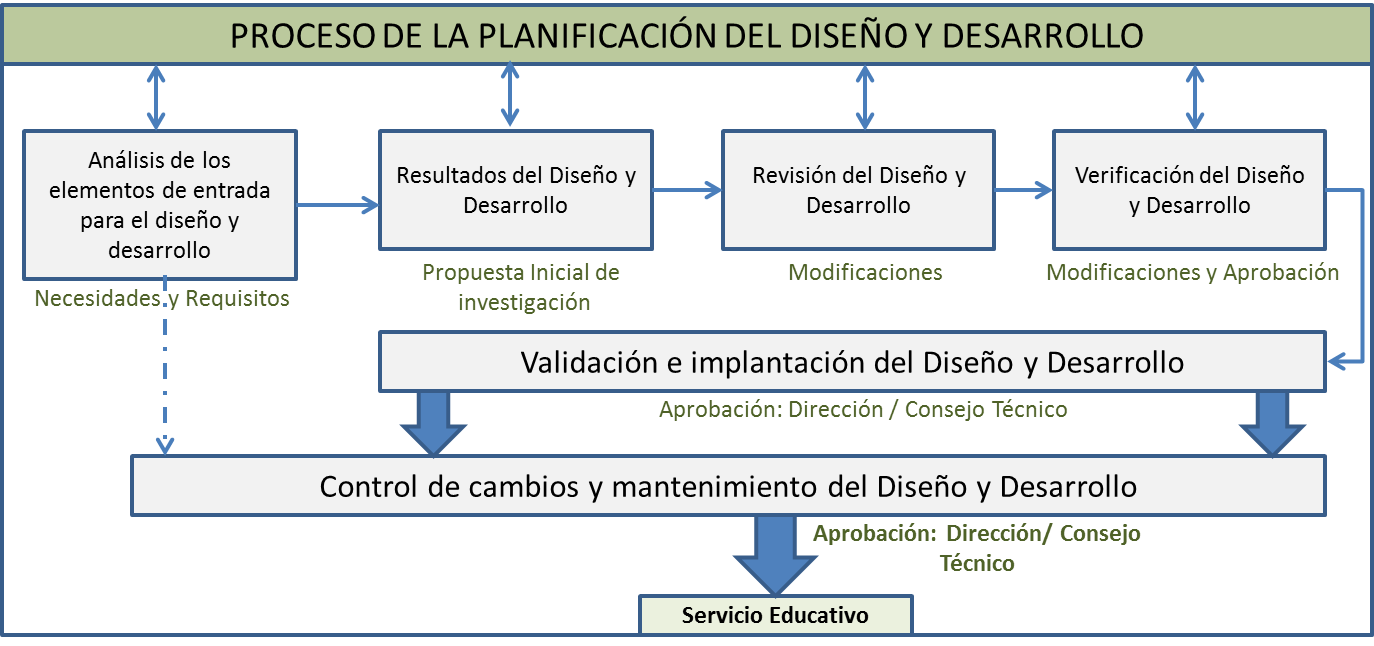 PROCESO DE LA PLANIFICACIÓN DEL DISEÑO Y DESARROLLO
Análisis de los
elementos de entrada
para el diseño y
desarrollo
Necesidades y Requisitos
Resultados del Diseño y
Desarrollo
Propuesta Inicial de
investigación
Revisión del Diseño y
Desarrollo
Modificaciones
Verificación del Diseño
y Desarrollo
Modificaciones y Aprobación
Validación e implantación del Diseño y Desarrollo
Aprobación: Dirección / Consejo Técnico
Control de cambios y mantenimiento del Diseño y Desarrollo
Aprobación: Dirección/ Consejo
Técnico
Servicio Educativo